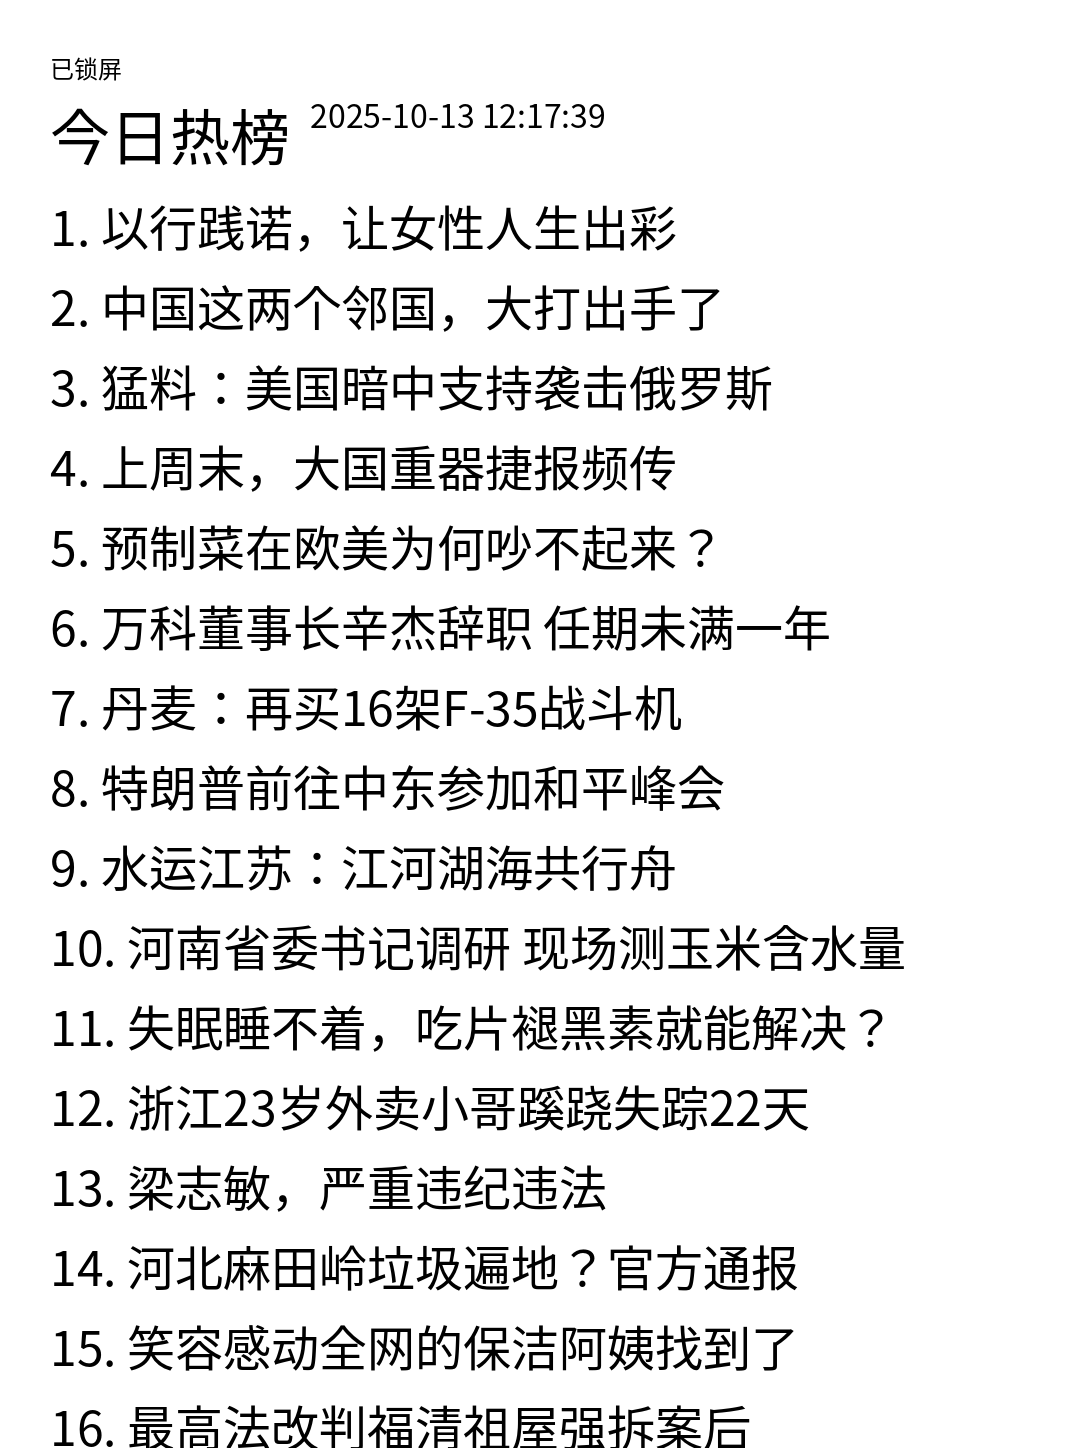 已锁屏
今日热榜 2025-10-13 12:17:39
1. 以行践诺，让女性人生出彩
2. 中国这两个邻国，大打出手了
3. 猛料：美国暗中支持袭击俄罗斯
4. 上周末，大国重器捷报频传
5. 预制菜在欧美为何吵不起来？
6. 万科董事长辛杰辞职 任期未满一年
7. 丹麦：再买16架F-35战斗机
8. 特朗普前往中东参加和平峰会
9. 水运江苏：江河湖海共行舟
10. 河南省委书记调研 现场测玉米含水量
11. 失眠睡不着，吃片褪黑素就能解决？
12. 浙江23岁外卖小哥蹊跷失踪22天
13. 梁志敏，严重违纪违法
14. 河北麻田岭垃圾遍地？官方通报
15. 笑容感动全网的保洁阿姨找到了
16. 最高法改判福清祖屋强拆案后